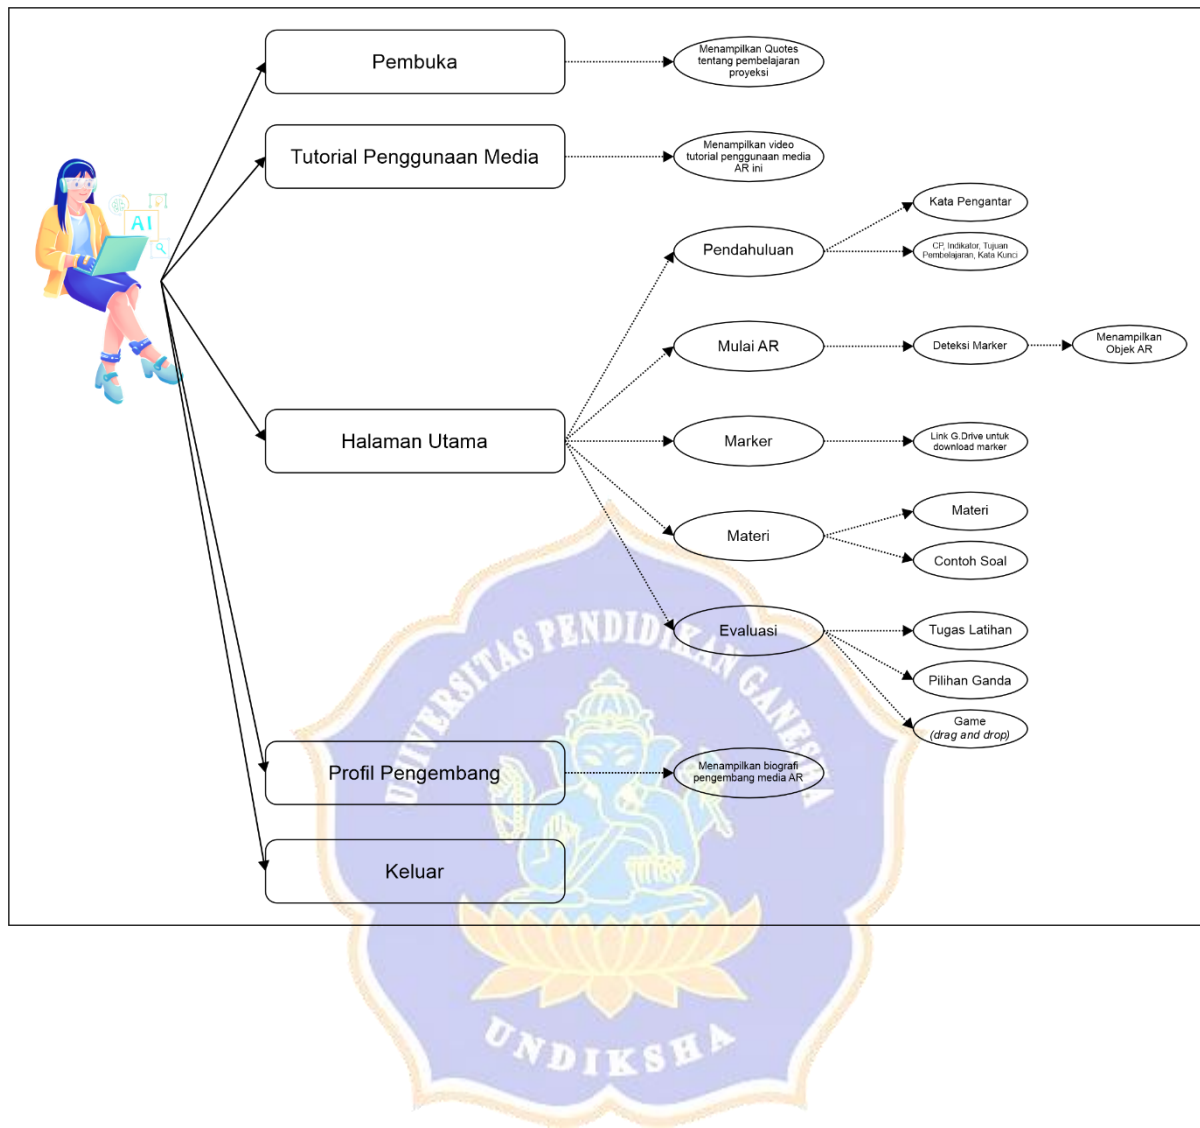 Pembuka
Menampilkan Quotes
tentang pembelajaran
proyeksi
Tutorial Penggunaan Media
Menampilkan video
tutorial penggunaan media
AR ini
AI
Halaman Utama
Pendahuluan
Kata Pengantar
CP, Indikator, Tujuan
Pembelajaran, Kata Kunci
Mulai AR
Deteksi Marker
Menampilkan
Objek AR
Marker
Link G.Drive untuk
download marker
Materi
Materi
Contoh Soal
Evaluasi
Tugas Latihan
Pilihan Ganda
Game
(drag and drop)
Profil Pengembang
Menampilkan biografi
pengembang media AR
Keluar
UNIVERSITAS PENDIDIKAN GANESHA
UNDIKSHA